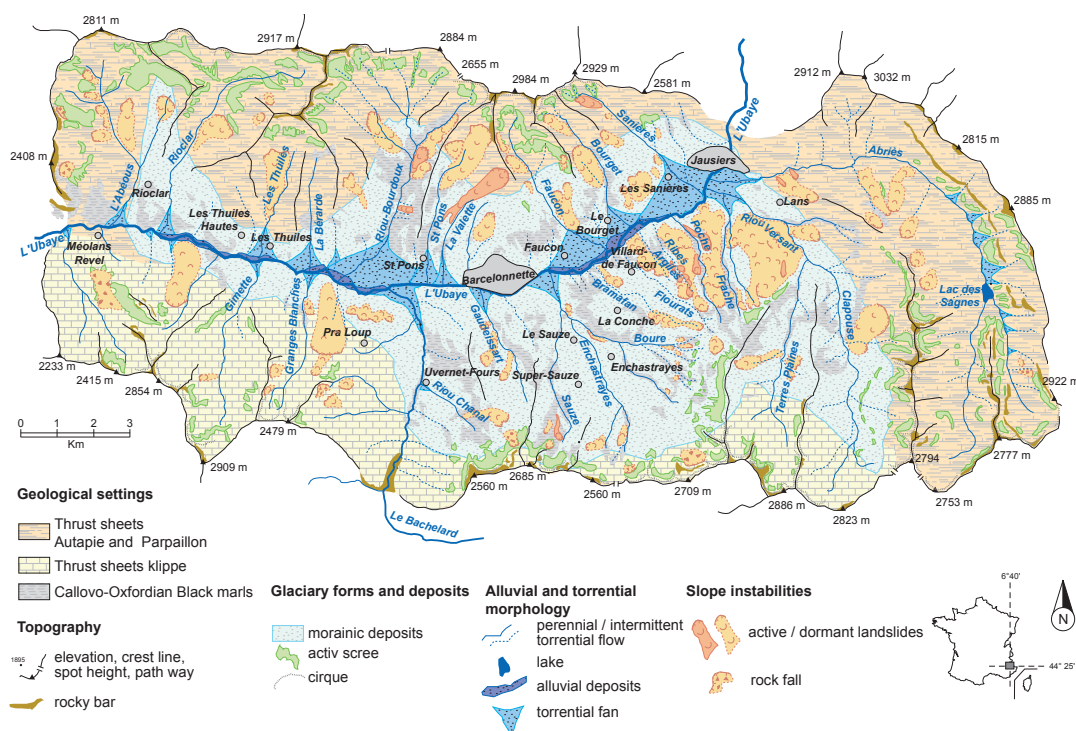 2811 m
2917 m
2884 m
2655 m
2984 m
2929 m
2581 m
2912 m
3032 m
2815 m
2885 m
2922 m
2777 m
2753 m
2794
2823 m
2886 m
2709 m
2560 m
2685 m
2560 m
2479 m
2909 m
2854 m
2415 m
2233 m
2408 m
L'Ubaye
L'Abéous
Rioclar
Rioclar
Les Thuiles
Les Thuiles
Hautes
Les Thuiles
La Bérarde
Riou-Bourdoux
St Pons
La Valette
Faucon
Bourget
Sanières
L'Ubaye
Jausiers
Abriès
Les Sanières
Lans
Le
Bourget
Riou Versant
Poche
Ribes
Argiles
Frache
Faucon
Villard-
de Faucon
Méolans
Revel
St Pons
Barcelonnette
L'Ubaye
Bramafan
Flourats
La Conche
Boure
Lac des
Sagnes
Clapouse
Gimette
Granges Blanches
Pra Loup
Gaudeissart
Le Sauze
Enchastrayes
Enchastrayes
Uvernet-Fours
Super-Sauze
Riou Chanal
Sauze
Terres Plaines
Le Bachelard
0 1 2 3
Km
Geological settings
Thrust sheets
Autapie and Parpaillon
Thrust sheets klippe
Callovo-Oxfordian Black marls
Topography
1895
elevation, crest line,
spot height, path way
rocky bar
Glaciary forms and deposits
morainic deposits
activ scree
cirque
Alluvial and torrential
morphology
perennial / intermittent
torrential flow
lake
alluvial deposits
torrential fan
Slope instabilities
active / dormant landslides
rock fall
6°40'
44° 25'
N